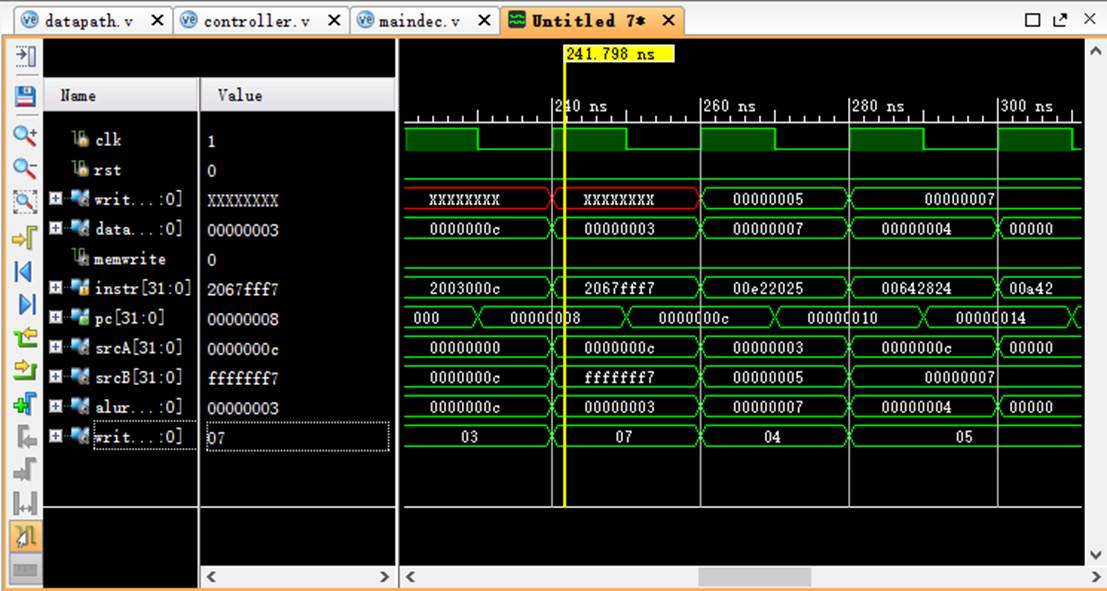 datapath.v
controller.v
maindec.v
Untitled 7*
241.798 ns
Name Value
240 ns 260 ns 280 ns 300 ns
clk 1
rst 0
writ...:0] XXXXXXXX XXXXXXXX XXXXXXXX 00000005 00000007
data...:0] 00000003 0000000c 00000003 00000007 00000004 00000
memwrite 0
instr[31:0] 2067fff7 2003000c 2067fff7 00e22025 00642824 00a42
pc[31:0] 00000008 000 00000008 0000000c 00000010 00000014
srcA[31:0] 0000000c 00000000 0000000c 00000003 0000000c 00000
srcB[31:0] fffffff7 0000000c fffffff7 00000005 00000007
alur...:0] 00000003 0000000c 00000003 00000007 00000004 00000
writ...:0] 07 03 07 04 05